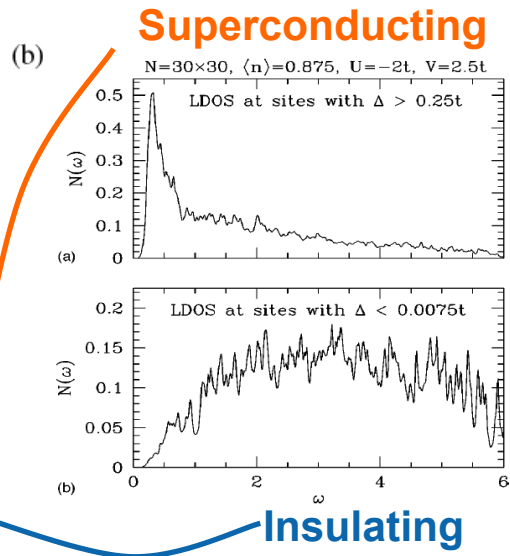 Superconducting
(b)
N=30×30, ⟨n⟩=0.875, U=−2t, V=2.5t
LDOS at sites with Δ > 0.25t
0.5
0.4
0.3
0.2
0.1
0
N(ω)
(a)
LDOS at sites with Δ < 0.0075t
0.2
0.15
0.1
0.05
0
N(ω)
(b)
0 2 4 6
ω
Insulating